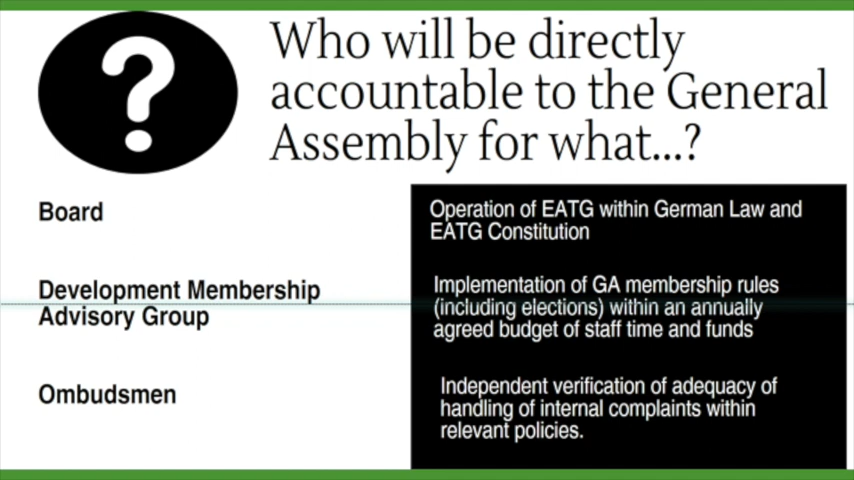 ?
Who will be directly
accountable to the General
Assembly for what...?
Board
Operation of EATG within German Law and
EATG Constitution
Development Membership
Advisory Group
Implementation of GA membership rules
(including elections) within an annually
agreed budget of staff time and funds
Ombudsmen
Independent verification of adequacy of
handling of internal complaints within
relevant policies.